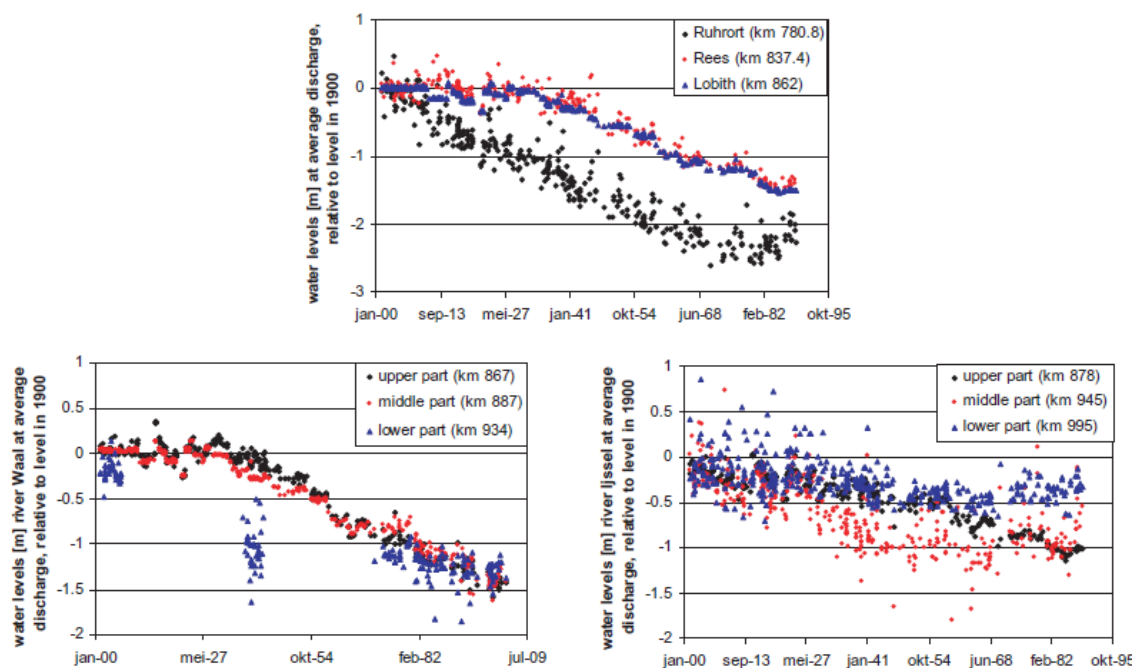 water levels [m] at average discharge,
relative to level in 1900
1
0
-1
-2
-3
jan-00 sep-13 mei-27 jan-41 okt-54 jun-68 feb-82 okt-95
Ruhrort (km 780.8)
Rees (km 837.4)
Lobith (km 862)
water levels [m] river Waal at average
discharge, relative to level in 1900
1
0.5
0
-0.5
-1
-1.5
-2
jan-00 mei-27 okt-54 feb-82 jul-09
upper part (km 867)
middle part (km 887)
lower part (km 934)
water levels [m] river Ijssel at average
discharge, relative to level in 1900
1
0.5
0
-0.5
-1
-1.5
-2
jan-00 sep-13 mei-27 jan-41 okt-54 jun-68 feb-82 okt-95
upper part (km 878)
middle part (km 945)
lower part (km 995)